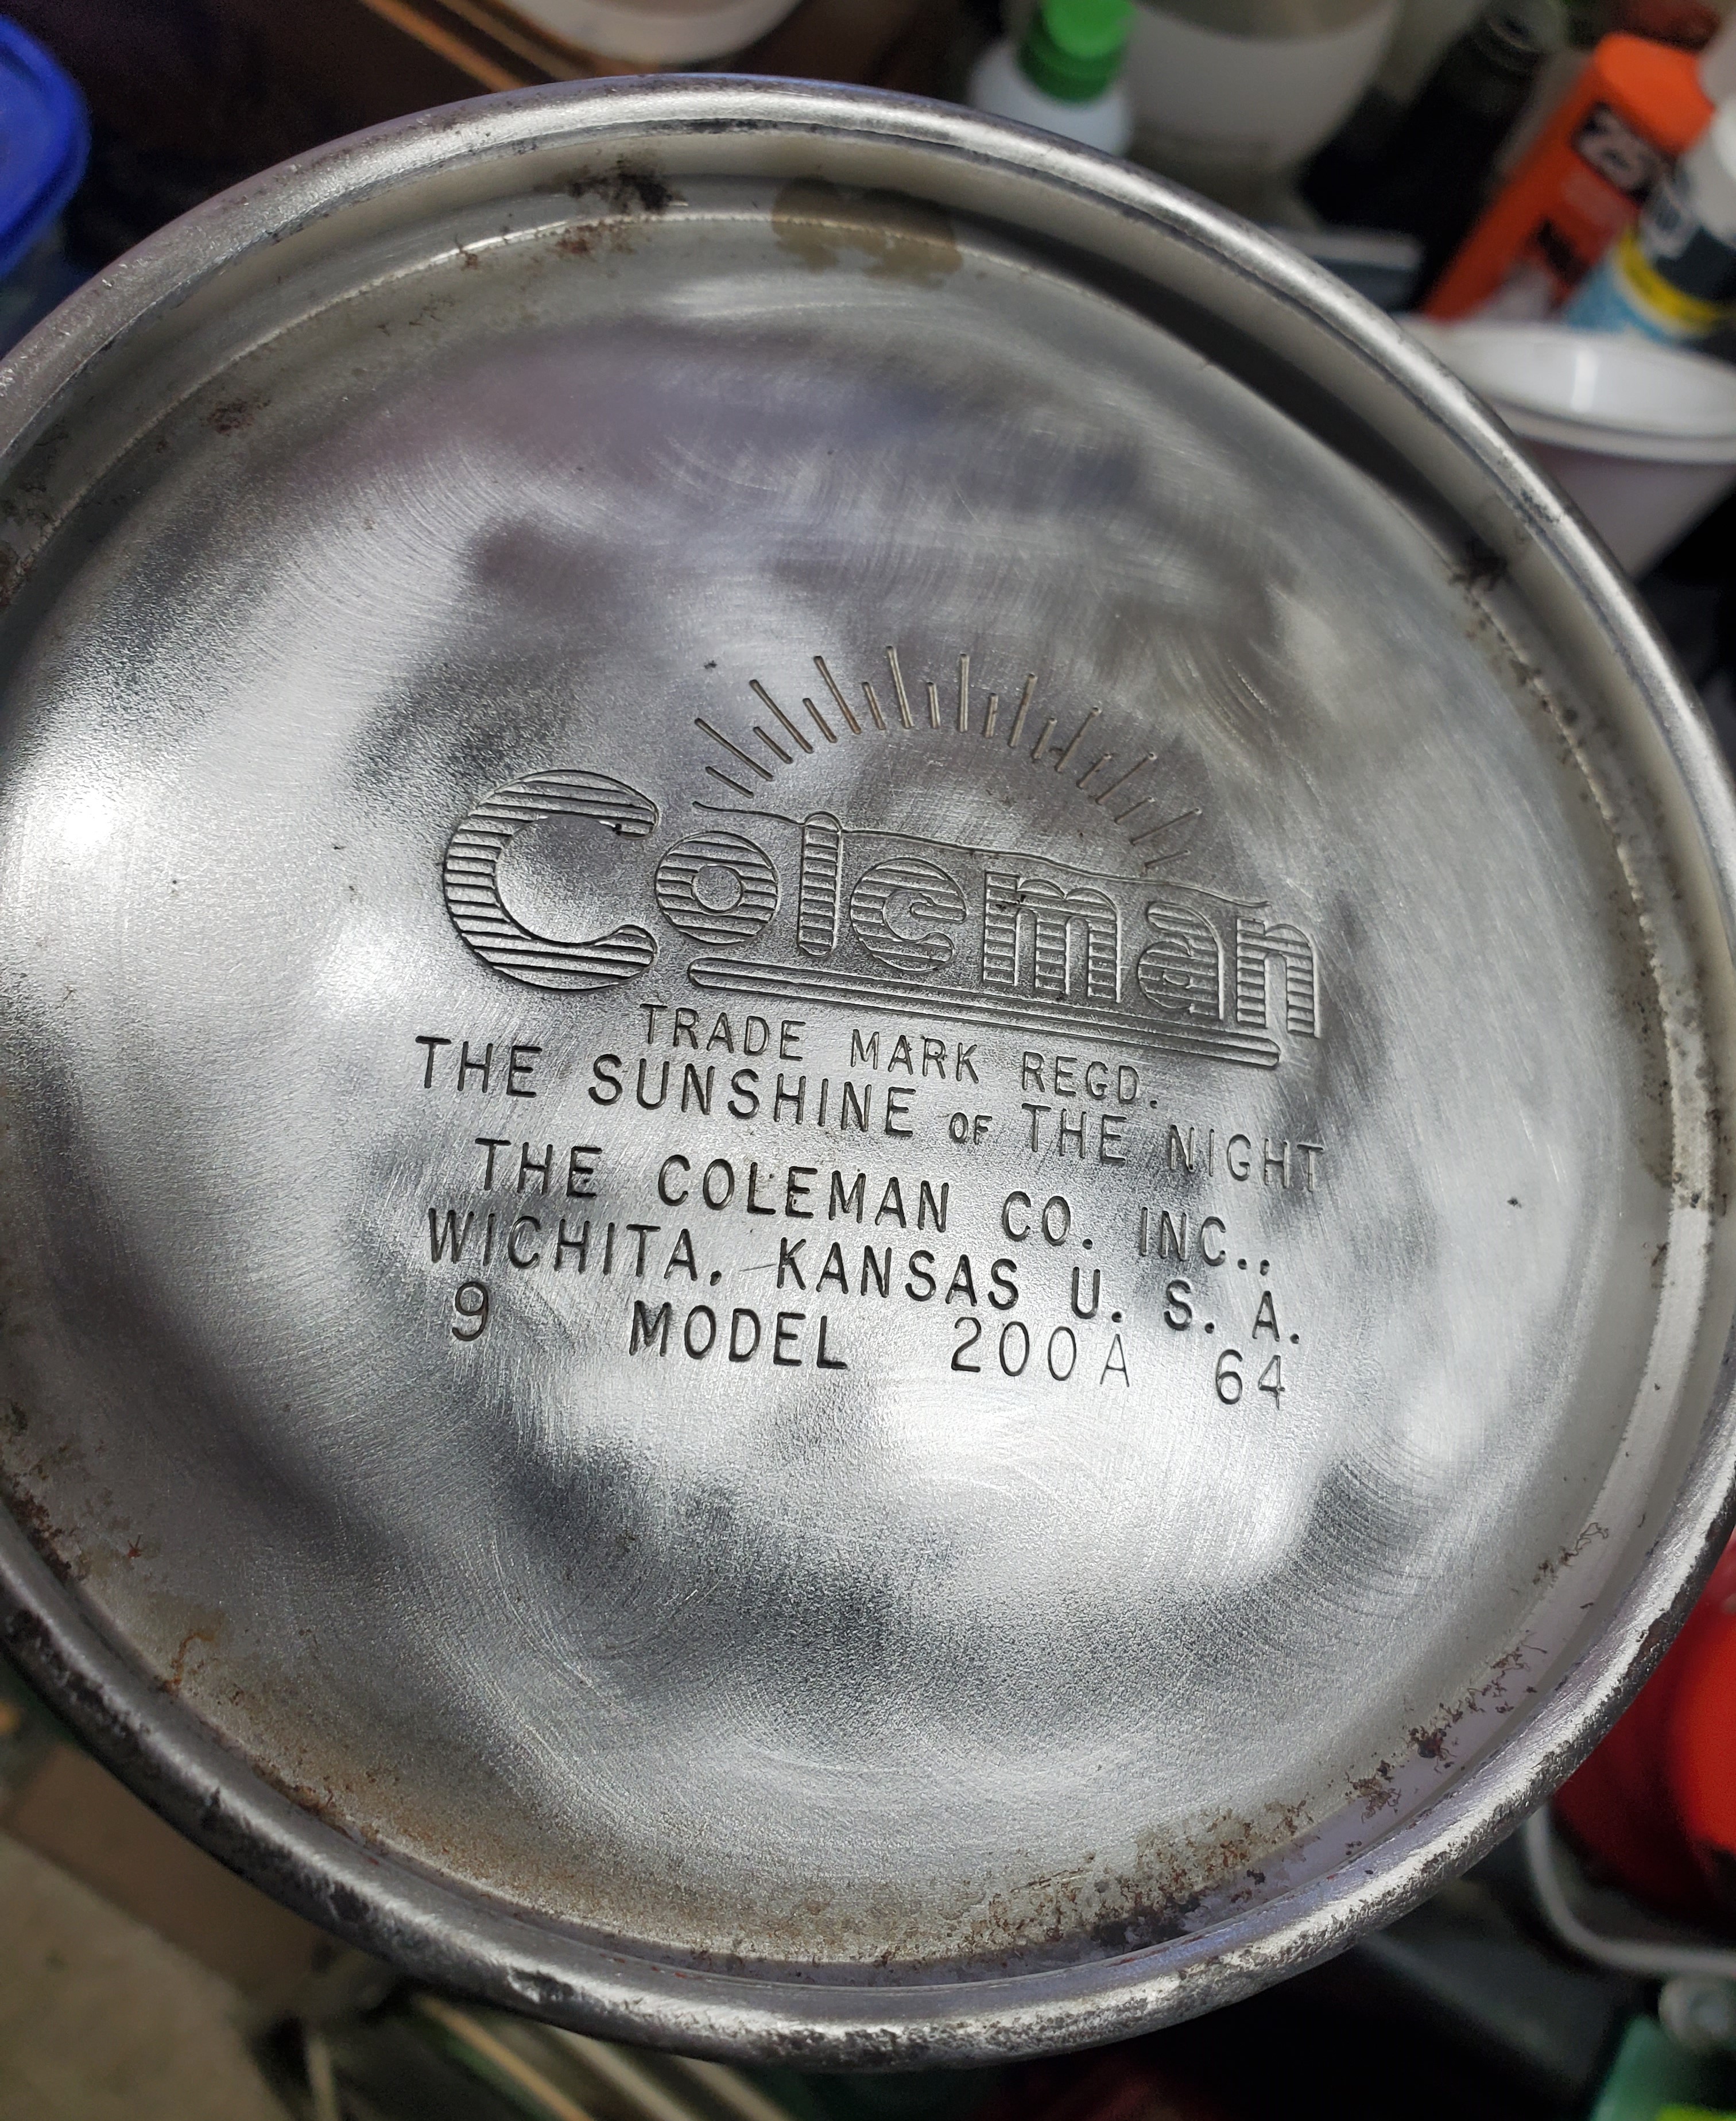 Coleman
TRADE MARK REGD.
THE SUNSHINE OF THE NIGHT
THE COLEMAN CO. INC.,
WICHITA, KANSAS U. S. A.
9 MODEL 200A 64